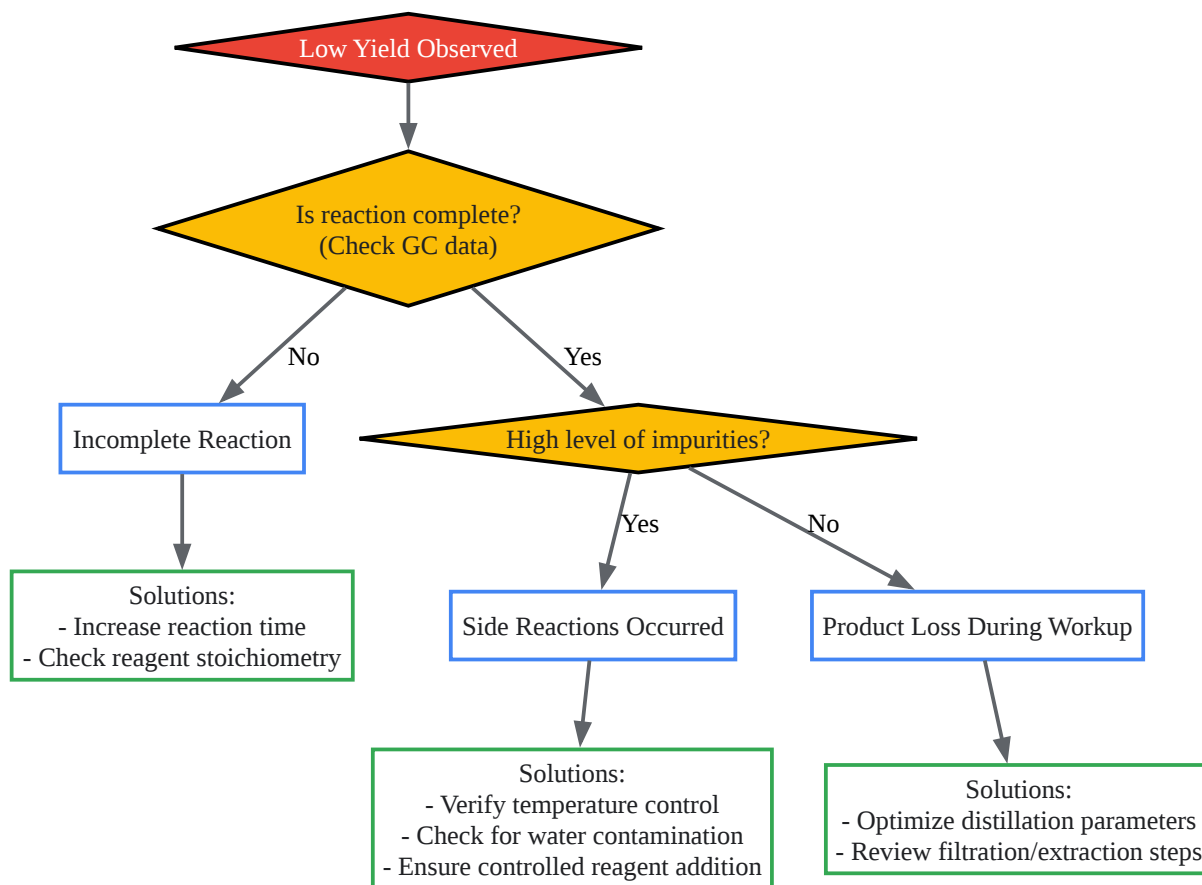 Low Yield Observed
Is reaction complete?
(Check GC data)
No
Yes
Incomplete Reaction
High level of impurities?
Yes
No
Solutions:
- Increase reaction time
- Check reagent stoichiometry
Side Reactions Occurred
Product Loss During Workup
Solutions:
- Verify temperature control
- Check for water contamination
- Ensure controlled reagent addition
Solutions:
- Optimize distillation parameters
- Review filtration/extraction steps